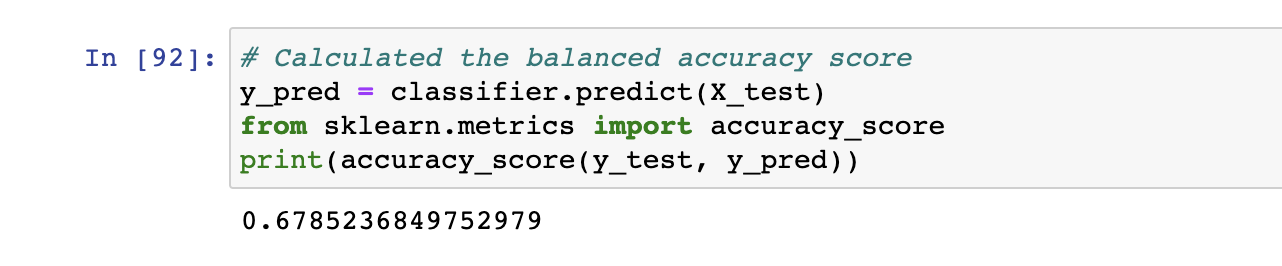 In [92]: # Calculated the balanced accuracy score
y_pred = classifier.predict(X_test)
from sklearn.metrics import accuracy_score
print(accuracy_score(y_test, y_pred))
0.6785236849752979